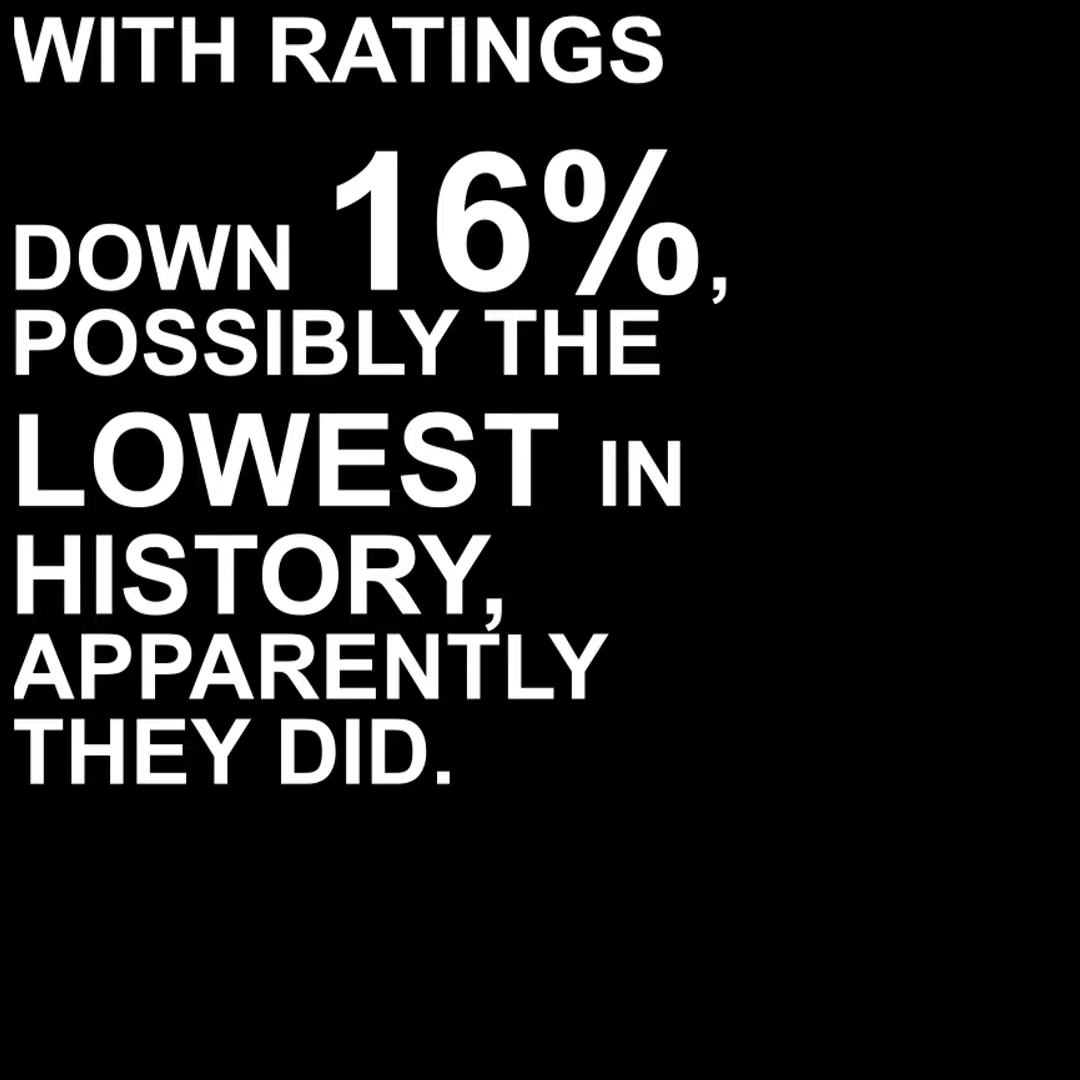 WITH RATINGS
DOWN 16%,
POSSIBLY THE
LOWEST IN
HISTORY,
APPARENTLY
THEY DID.